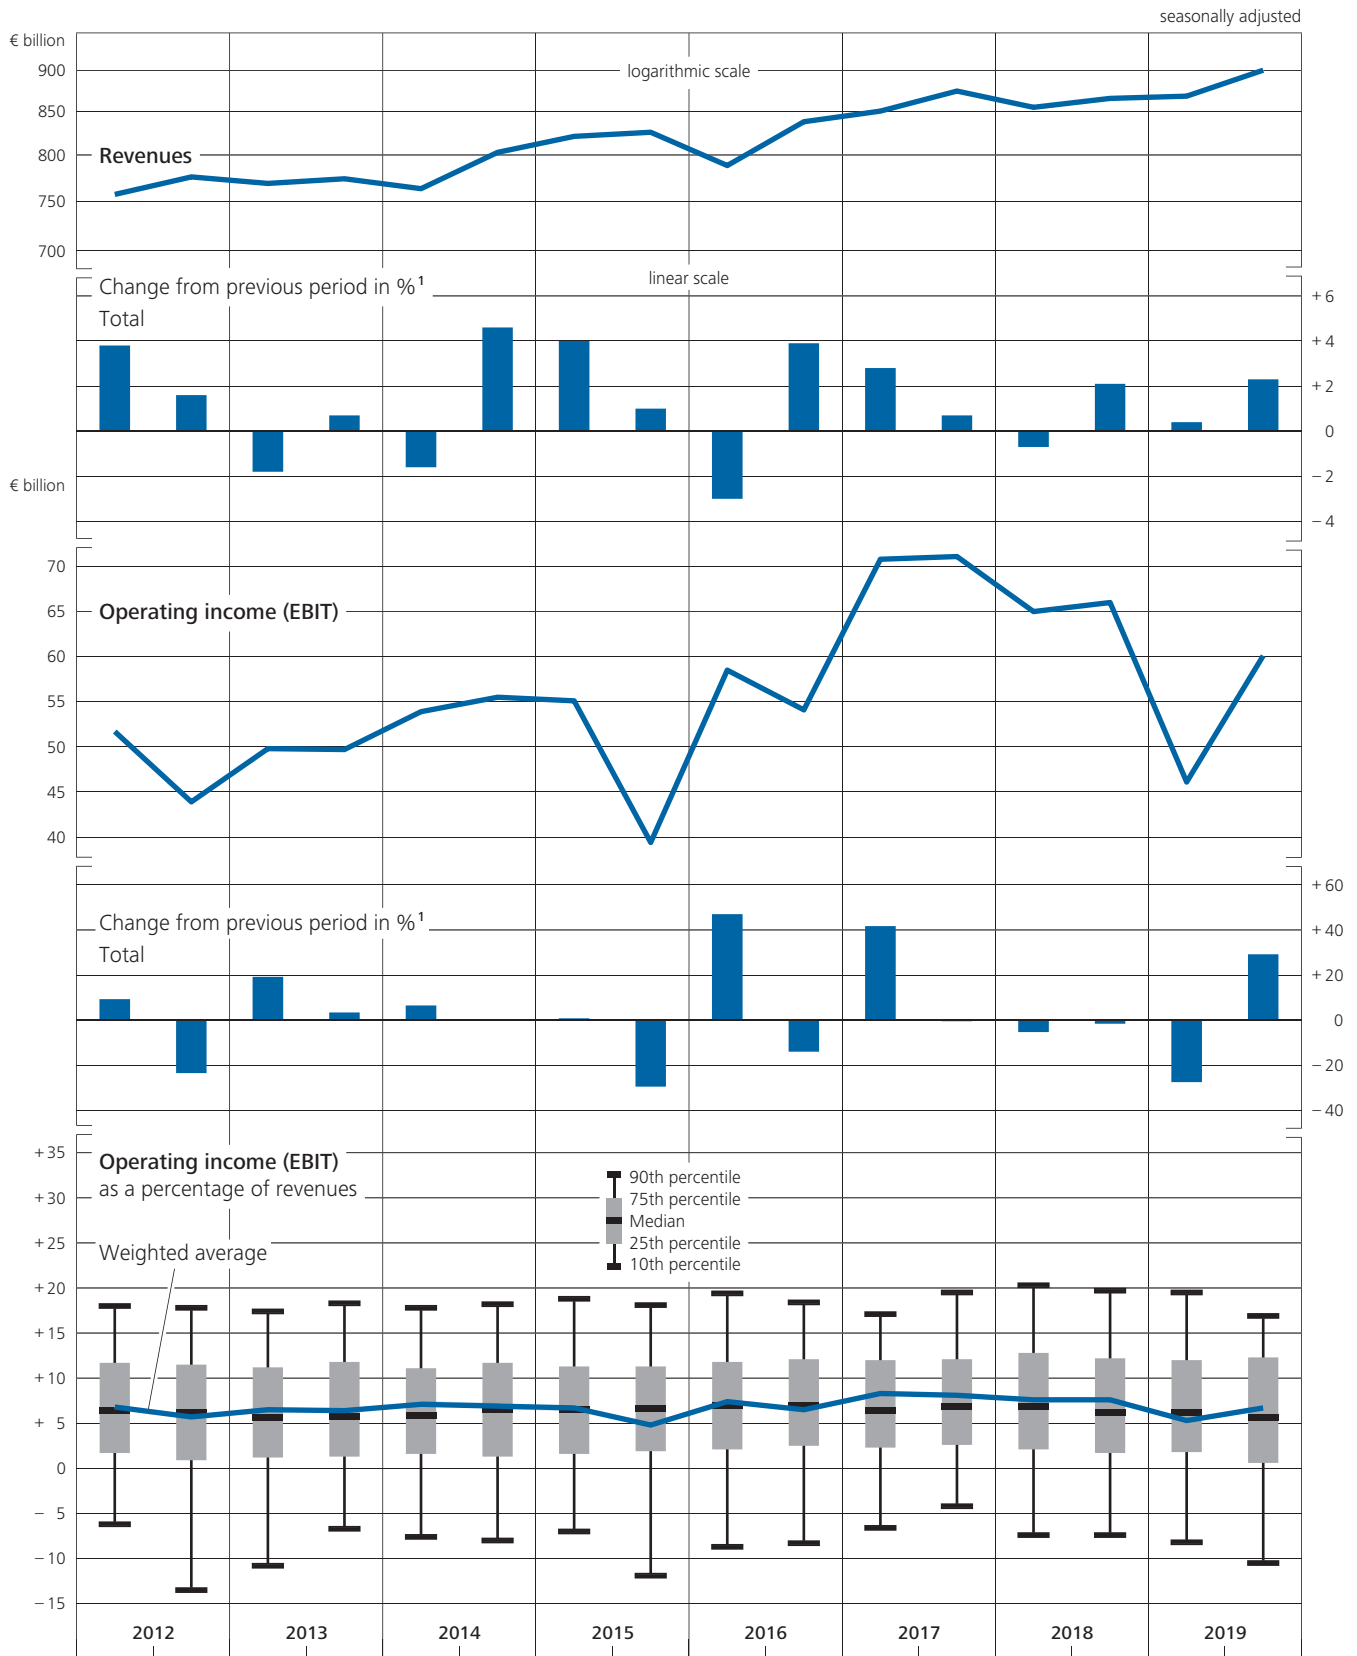 seasonally adjusted
€ billion
900
logarithmic scale
850
800
Revenues
750
700
Change from previous period in %¹
linear scale
Total
+ 6
+ 4
+ 2
0
€ billion
− 2
− 4
70
65
Operating income (EBIT)
60
55
50
45
40
+ 60
Change from previous period in %¹
+ 40
Total
+ 20
0
− 20
− 40
+ 35
Operating income (EBIT)
as a percentage of revenues
90th percentile
75th percentile
Median
25th percentile
10th percentile
+ 30
+ 25
Weighted average
+ 20
+ 15
+ 10
+ 5
0
− 5
− 10
− 15
2012 2013 2014 2015 2016 2017 2018 2019